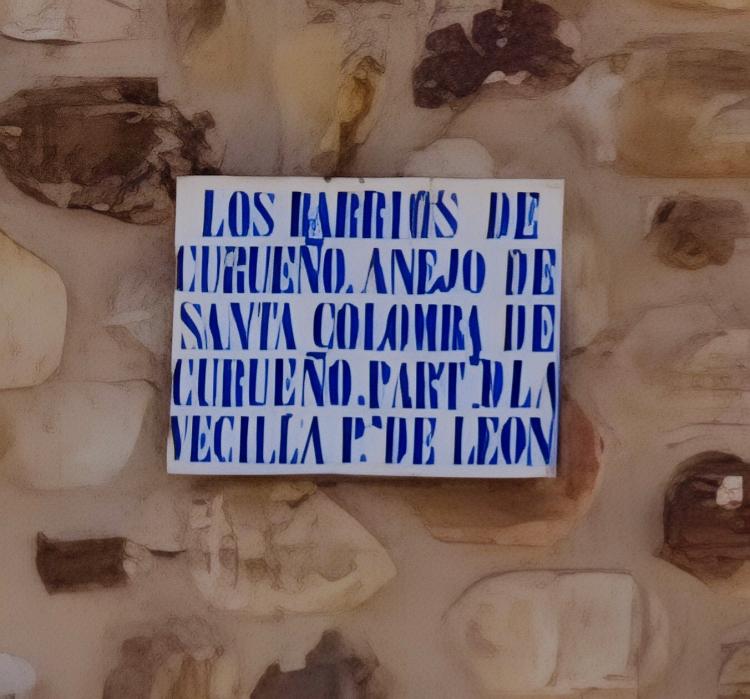 LOS BARRIOS DE
CURUEÑO. ANEJO DE
SANTA COLOMBA DE
CURUEÑO. PART. D LA
VECILLA P. DE LEON